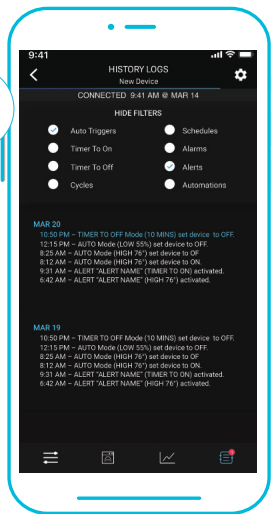 9:41
HISTORY LOGS
New Device
CONNECTED 9:41 AM @ MAR 14
HIDE FILTERS
Auto Triggers Schedules
Timer To On Alarms
Timer To Off Alerts
Cycles Automations
MAR 20
10:50 PM – TIMER TO OFF Mode (10 MINS) set device to OFF.
12:15 PM – AUTO Mode (LOW 55%) set device to OFF.
8:25 AM – AUTO Mode (HIGH 76°) set device to OF
8:12 AM – AUTO Mode (HIGH 76°) set device to ON.
9:31 AM – ALERT "ALERT NAME" (TIMER TO ON) activated.
6:42 AM – ALERT "ALERT NAME" (HIGH 76°) activated.
MAR 19
10:50 PM – TIMER TO OFF Mode (10 MINS) set device to OFF.
12:15 PM – AUTO Mode (LOW 55%) set device to OFF.
8:25 AM – AUTO Mode (HIGH 76°) set device to OF
8:12 AM – AUTO Mode (HIGH 76°) set device to ON.
9:31 AM – ALERT "ALERT NAME" (TIMER TO ON) activated.
6:42 AM – ALERT "ALERT NAME" (HIGH 76°) activated.